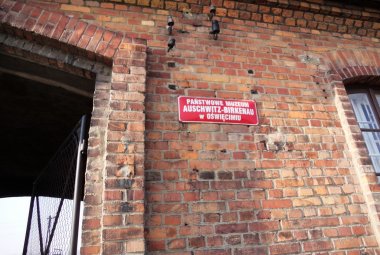 PAŃSTWOWE MUZEUM
AUSCHWITZ-BIRKENAU
w OŚWIĘCIMIU